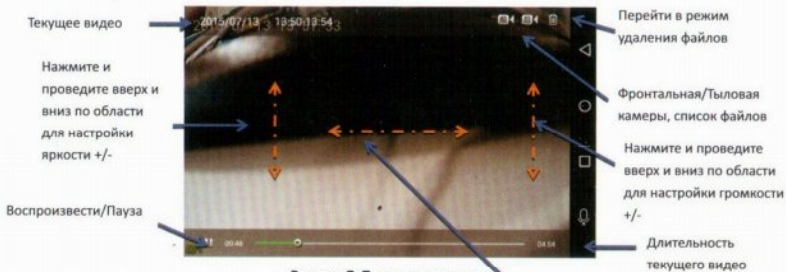 Текущее видео
Нажмите и
проведите вверх и
вниз по области
для настройки
яркости +/-
Воспроизвести/Пауза
2015/07/13 13:50-13:54
00:48
04:54
Перейти в режим
удаления файлов
Фронтальная/Тыловая
камеры, список файлов
Нажмите и проведите
вверх и вниз по области
для настройки громкости
+/-
Длительность
текущего видео